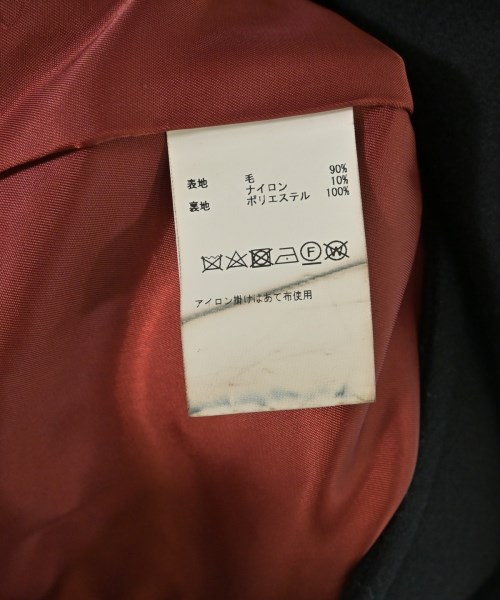 表地 毛 90%
ナイロン 10%
裏地 ポリエステル 100%
F W
アイロン掛けはあて布使用